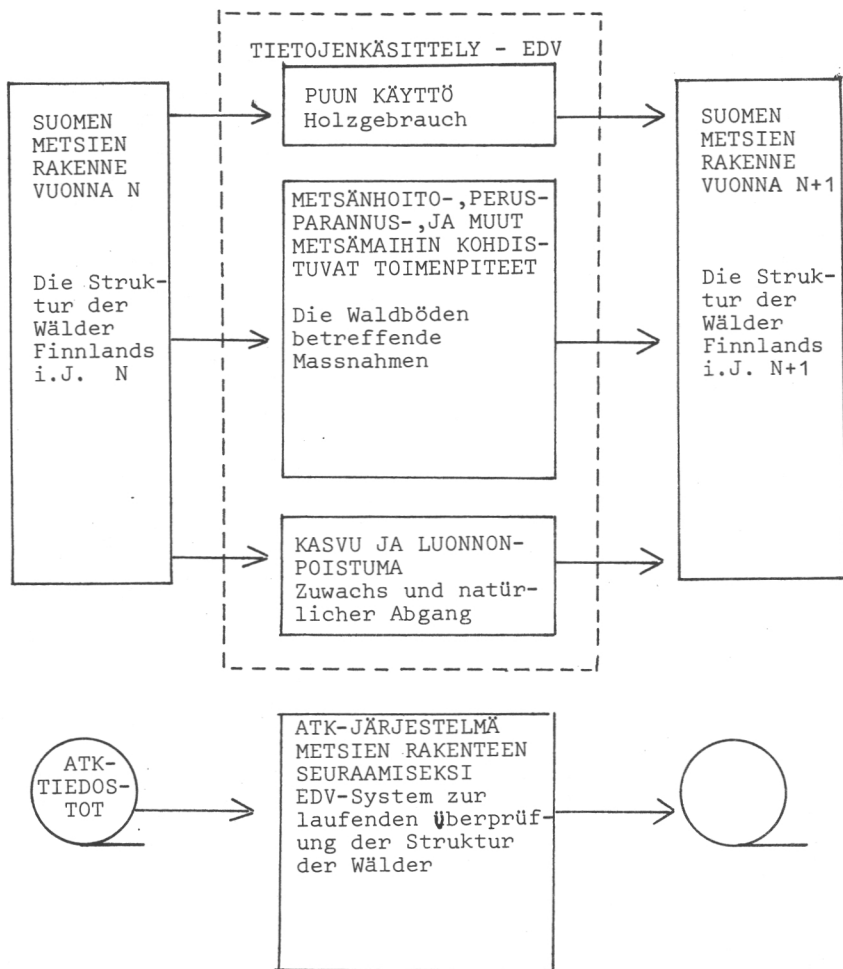 TIETOJENKÄSITTELY - EDV
SUOMEN
METSIEN
RAKENNE
VUONNA N
Die Struk-
tur der
Wälder
Finnlands
i.J. N
PUUN KÄYTTÖ
Holzgebrauch
METSÄNHOITO-,PERUS-
PARANNUS-,JA MUUT
METSÄMAIHIN KOHDIS-
TUVAT TOIMENPITEET
Die Waldböden
betreffende
Massnahmen
KASVU JA LUONNON-
POISTUMA
Zuwachs und natür-
licher Abgang
SUOMEN
METSIEN
RAKENNE
VUONNA N+1
Die Struk-
tur der
Wälder
Finnlands
i.J. N+1
ATK-
TIEDOS-
TOT
ATK-JÄRJESTELMÄ
METSIEN RAKENTEEN
SEURAAMISEKSI
EDV-System zur
laufenden Überprüf-
ung der Struktur
der Wälder